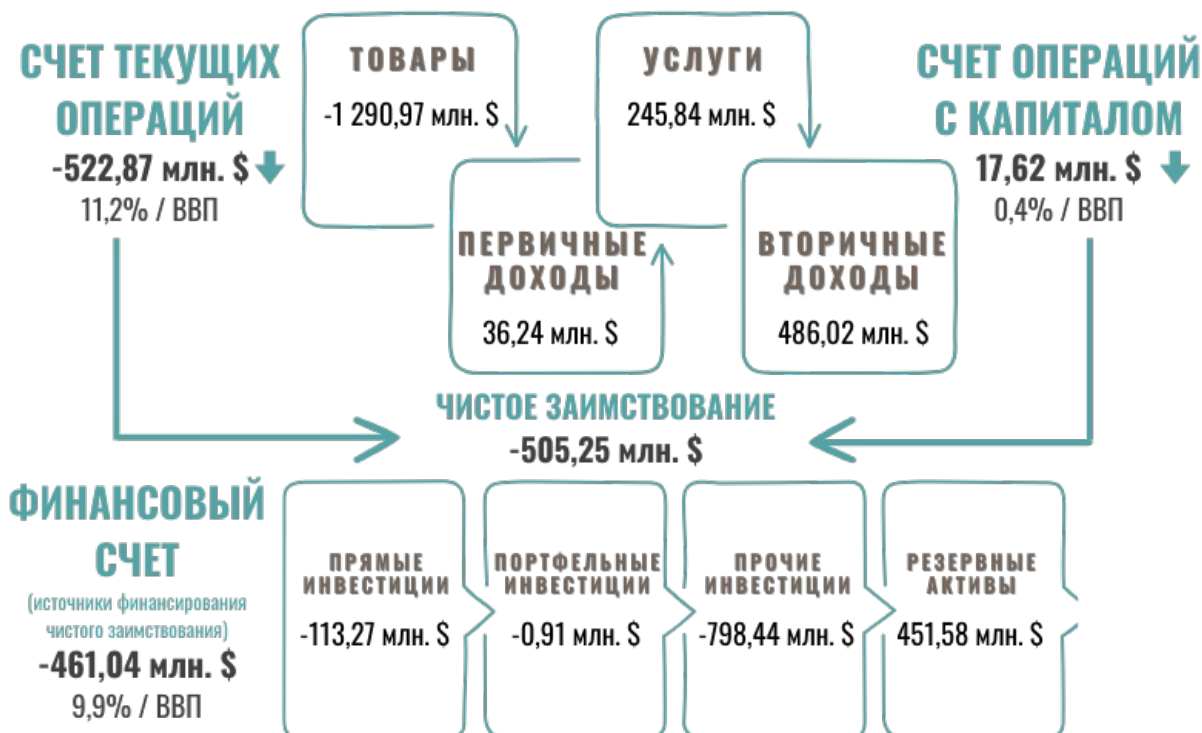 СЧЕТ ТЕКУЩИХ
ОПЕРАЦИЙ
-522,87 млн. $
11,2% / ВВП
ТОВАРЫ
-1 290,97 млн. $
УСЛУГИ
245,84 млн. $
СЧЕТ ОПЕРАЦИЙ
С КАПИТАЛОМ
17,62 млн. $
0,4% / ВВП
ПЕРВИЧНЫЕ
ДОХОДЫ
36,24 млн. $
ВТОРИЧНЫЕ
ДОХОДЫ
486,02 млн. $
ЧИСТОЕ ЗАИМСТВОВАНИЕ
-505,25 млн. $
ФИНАНСОВЫЙ
СЧЕТ
(источники финансирования
чистого заимствования)
-461,04 млн. $
9,9% / ВВП
ПРЯМЫЕ
ИНВЕСТИЦИИ
-113,27 млн. $
ПОРТФЕЛЬНЫЕ
ИНВЕСТИЦИИ
-0,91 млн. $
ПРОЧИЕ
ИНВЕСТИЦИИ
-798,44 млн. $
РЕЗЕРВНЫЕ
АКТИВЫ
451,58 млн. $